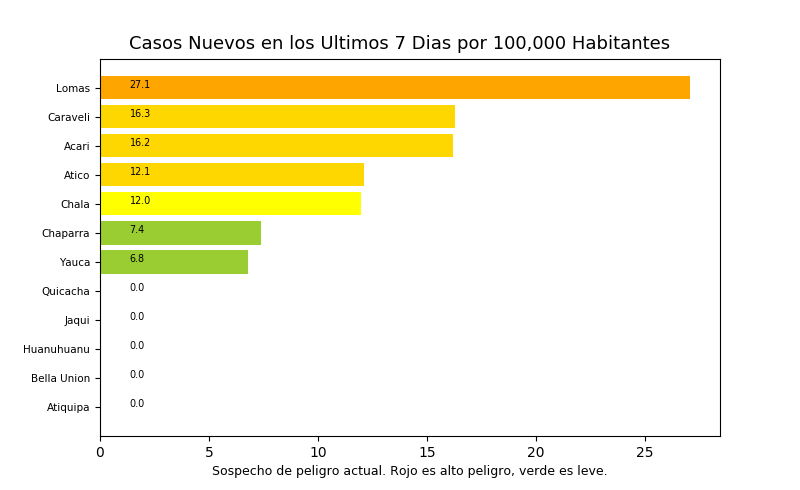 Casos Nuevos en los Ultimos 7 Dias por 100,000 Habitantes
Lomas 27.1
Caraveli 16.3
Acari 16.2
Atico 12.1
Chala 12.0
Chaparra 7.4
Yauca 6.8
Quicacha 0.0
Jaqui 0.0
Huanuhuanu 0.0
Bella Union 0.0
Atiquipa 0.0
0 5 10 15 20 25
Sospecho de peligro actual. Rojo es alto peligro, verde es leve.